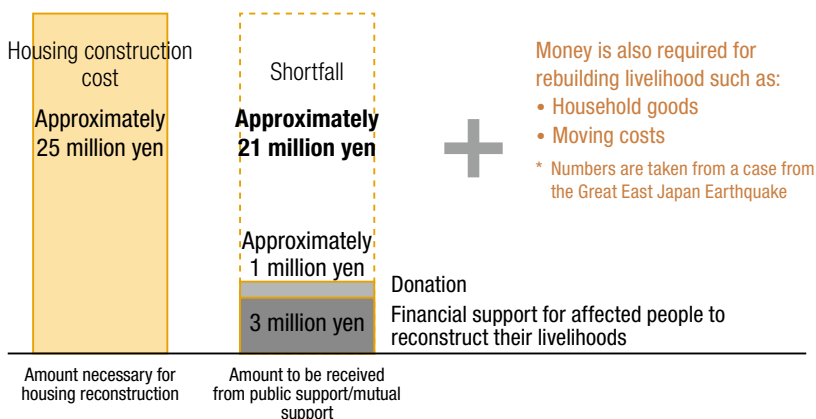 Housing construction
cost
Approximately
25 million yen
Shortfall
Approximately
21 million yen
Approximately
1 million yen
3 million yen
Donation
Financial support for affected people to
reconstruct their livelihoods
Money is also required for
rebuilding livelihood such as:
• Household goods
• Moving costs
* Numbers are taken from a case from
the Great East Japan Earthquake
Amount necessary for
housing reconstruction
Amount to be received
from public support/mutual
support